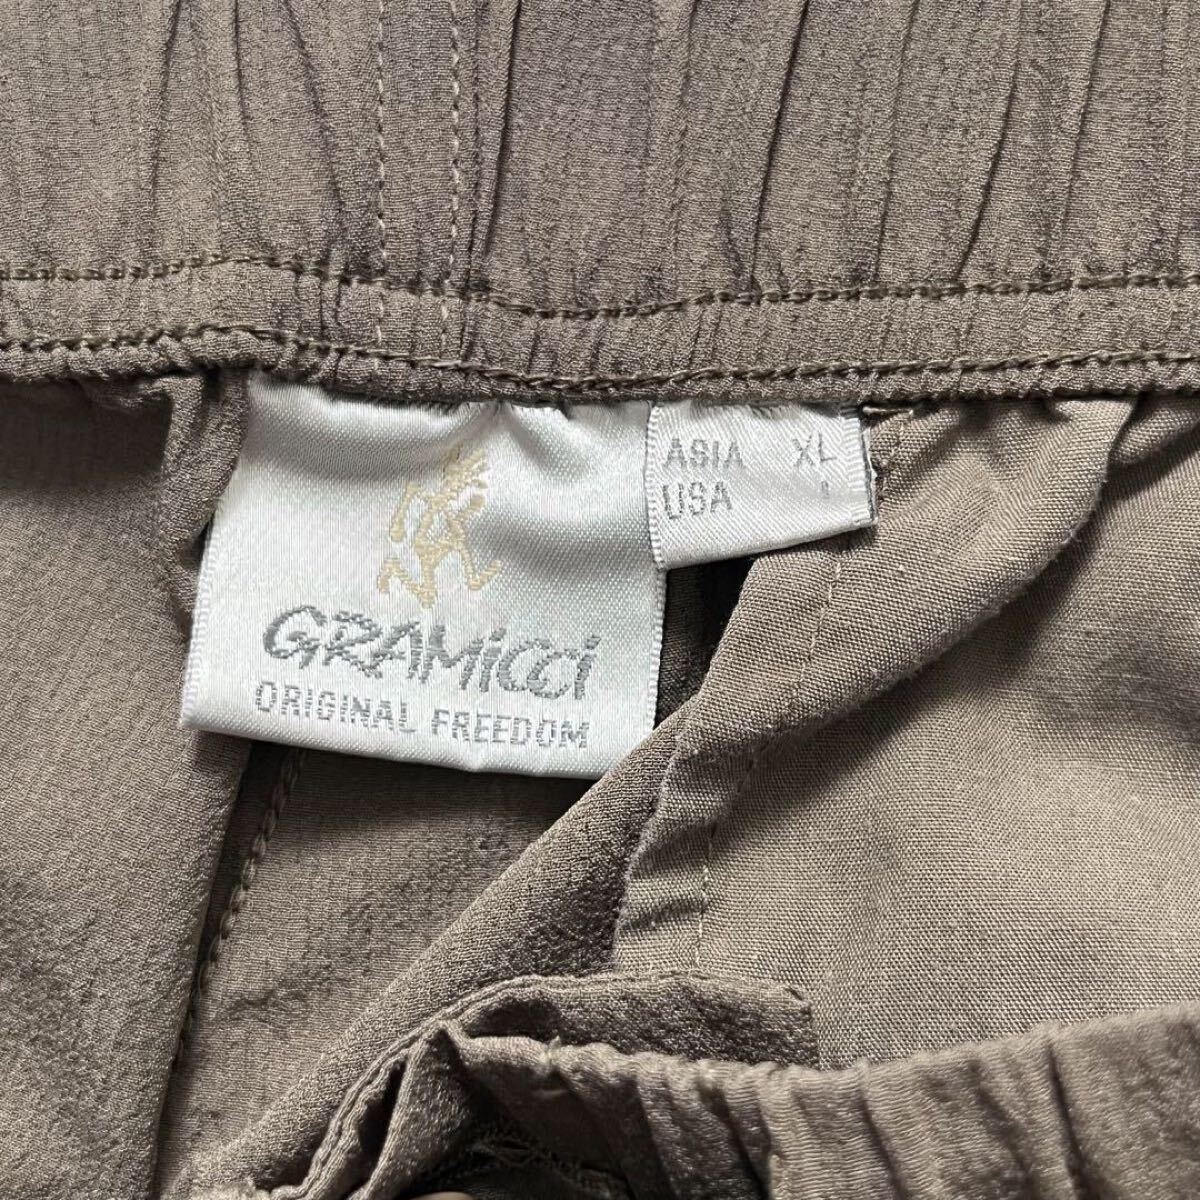 GRAMiCCi
ORIGINAL FREEDOM
ASIA XL
USA